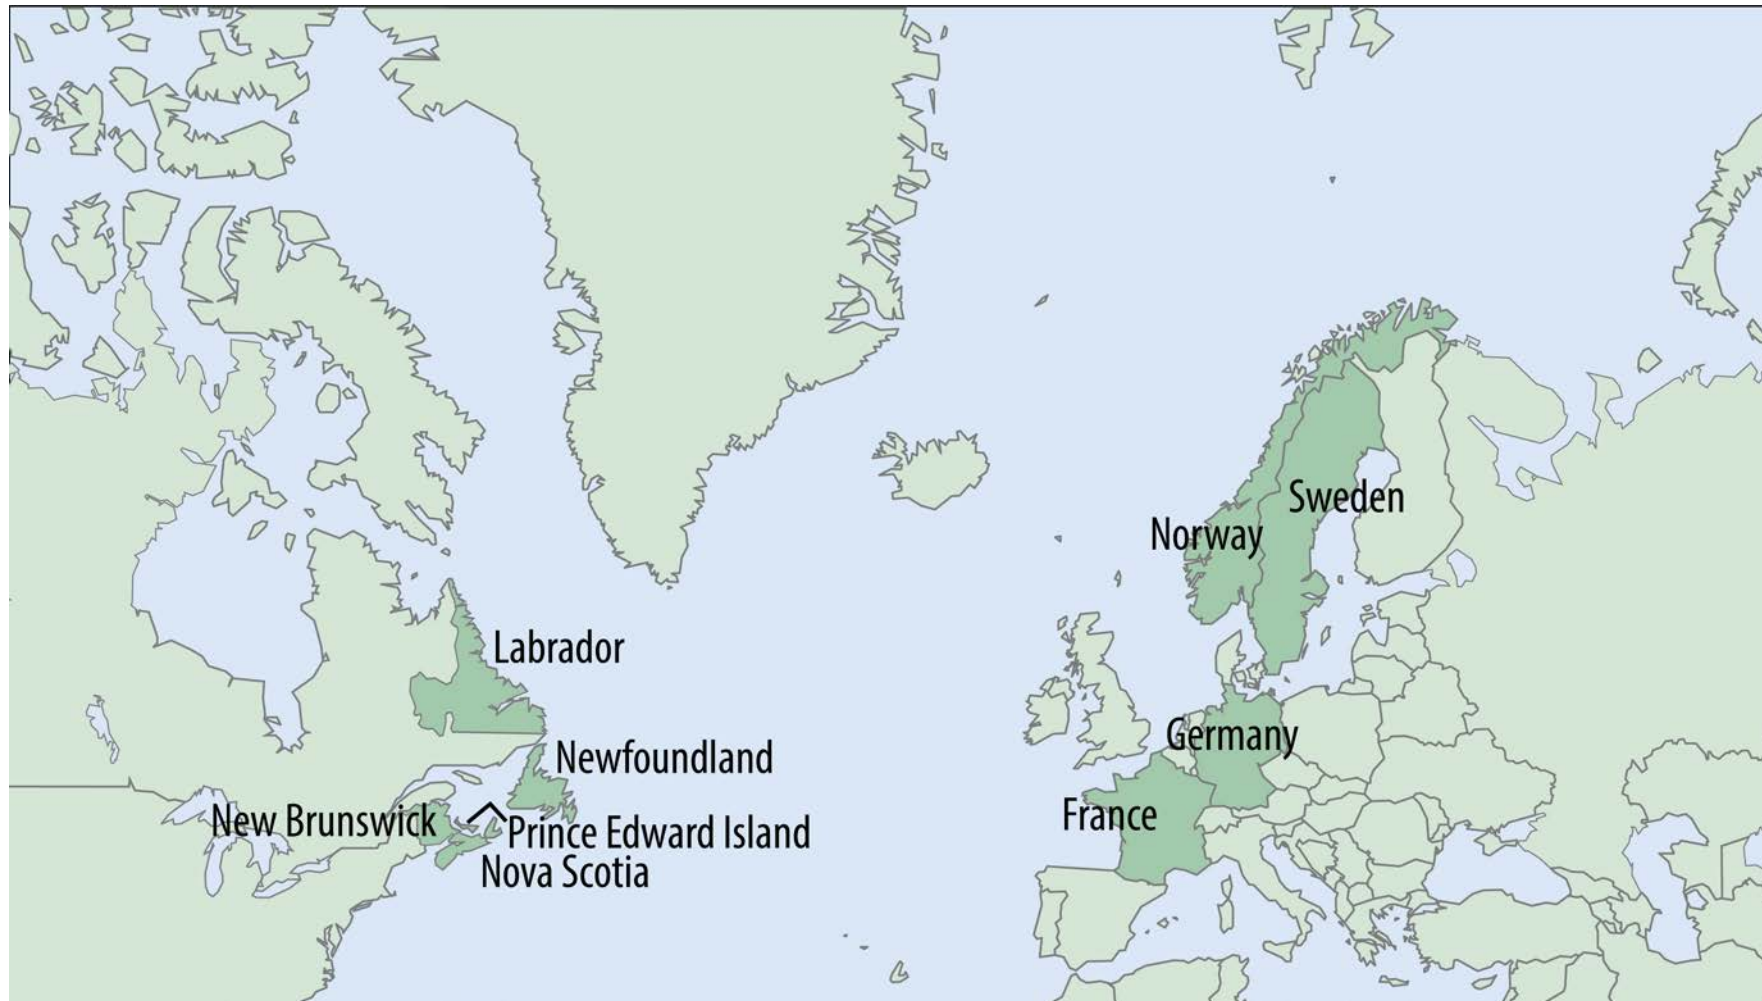 Sweden
Norway
Labrador
Germany
Newfoundland
France
New Brunswick
Prince Edward Island
Nova Scotia